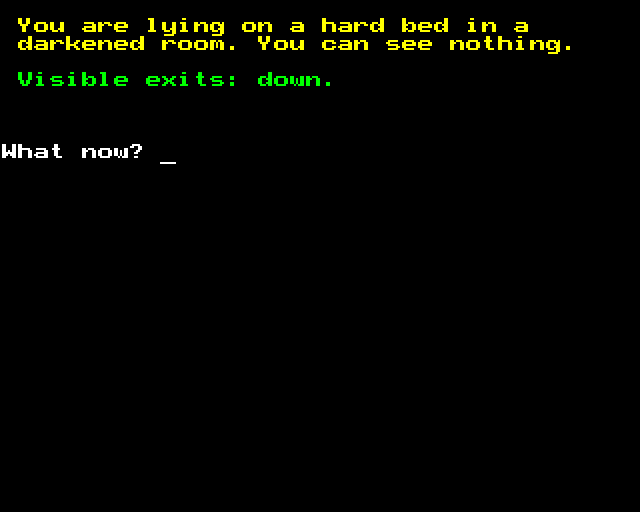 You are lying on a hard bed in a
darkened room. You can see nothing.
Visible exits: down.
What now? _